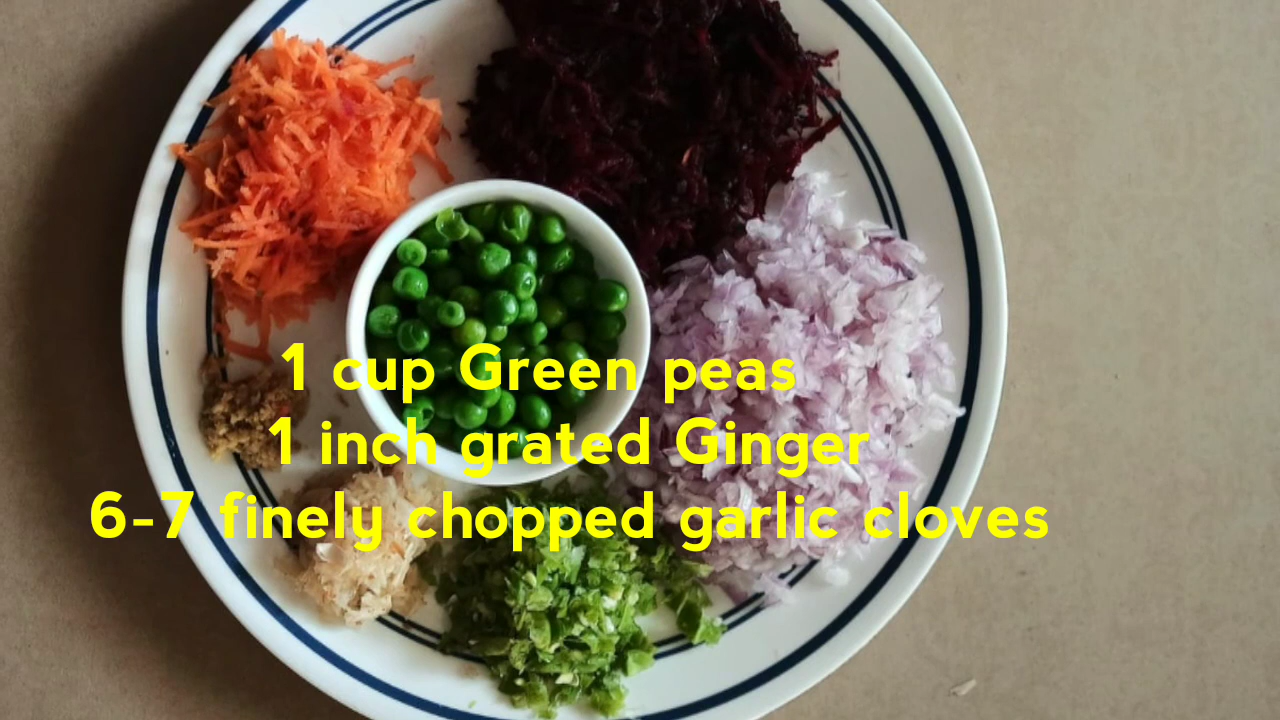 1 cup Green peas
1 inch grated Ginger
6-7 finely chopped garlic cloves